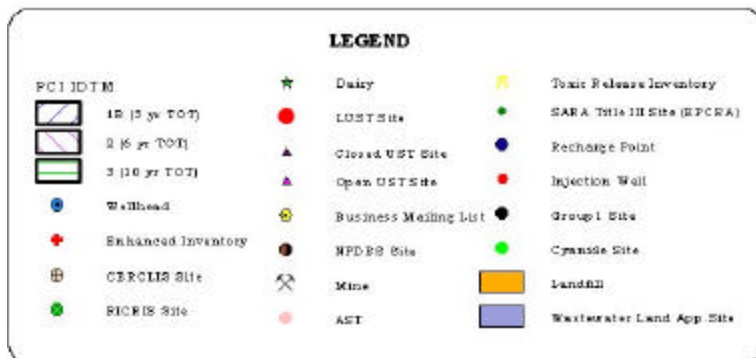 LEGEND
PCI IDTM
1B (3 yr TOT)
2 (6 yr TOT)
3 (10 yr TOT)
Wellhead
Enhanced Inventory
CERCLIS Site
RICRIS Site
Dairy
LUST Site
Closed UST Site
Open UST Site
Business Mailing List
NPDES Site
Mine
AST
Toxic Release Inventory
SARA Title III Site (EPCRA)
Recharge Point
Injection Well
Group 1 Site
Cyanide Site
Landfill
Wastewater Land App. Site